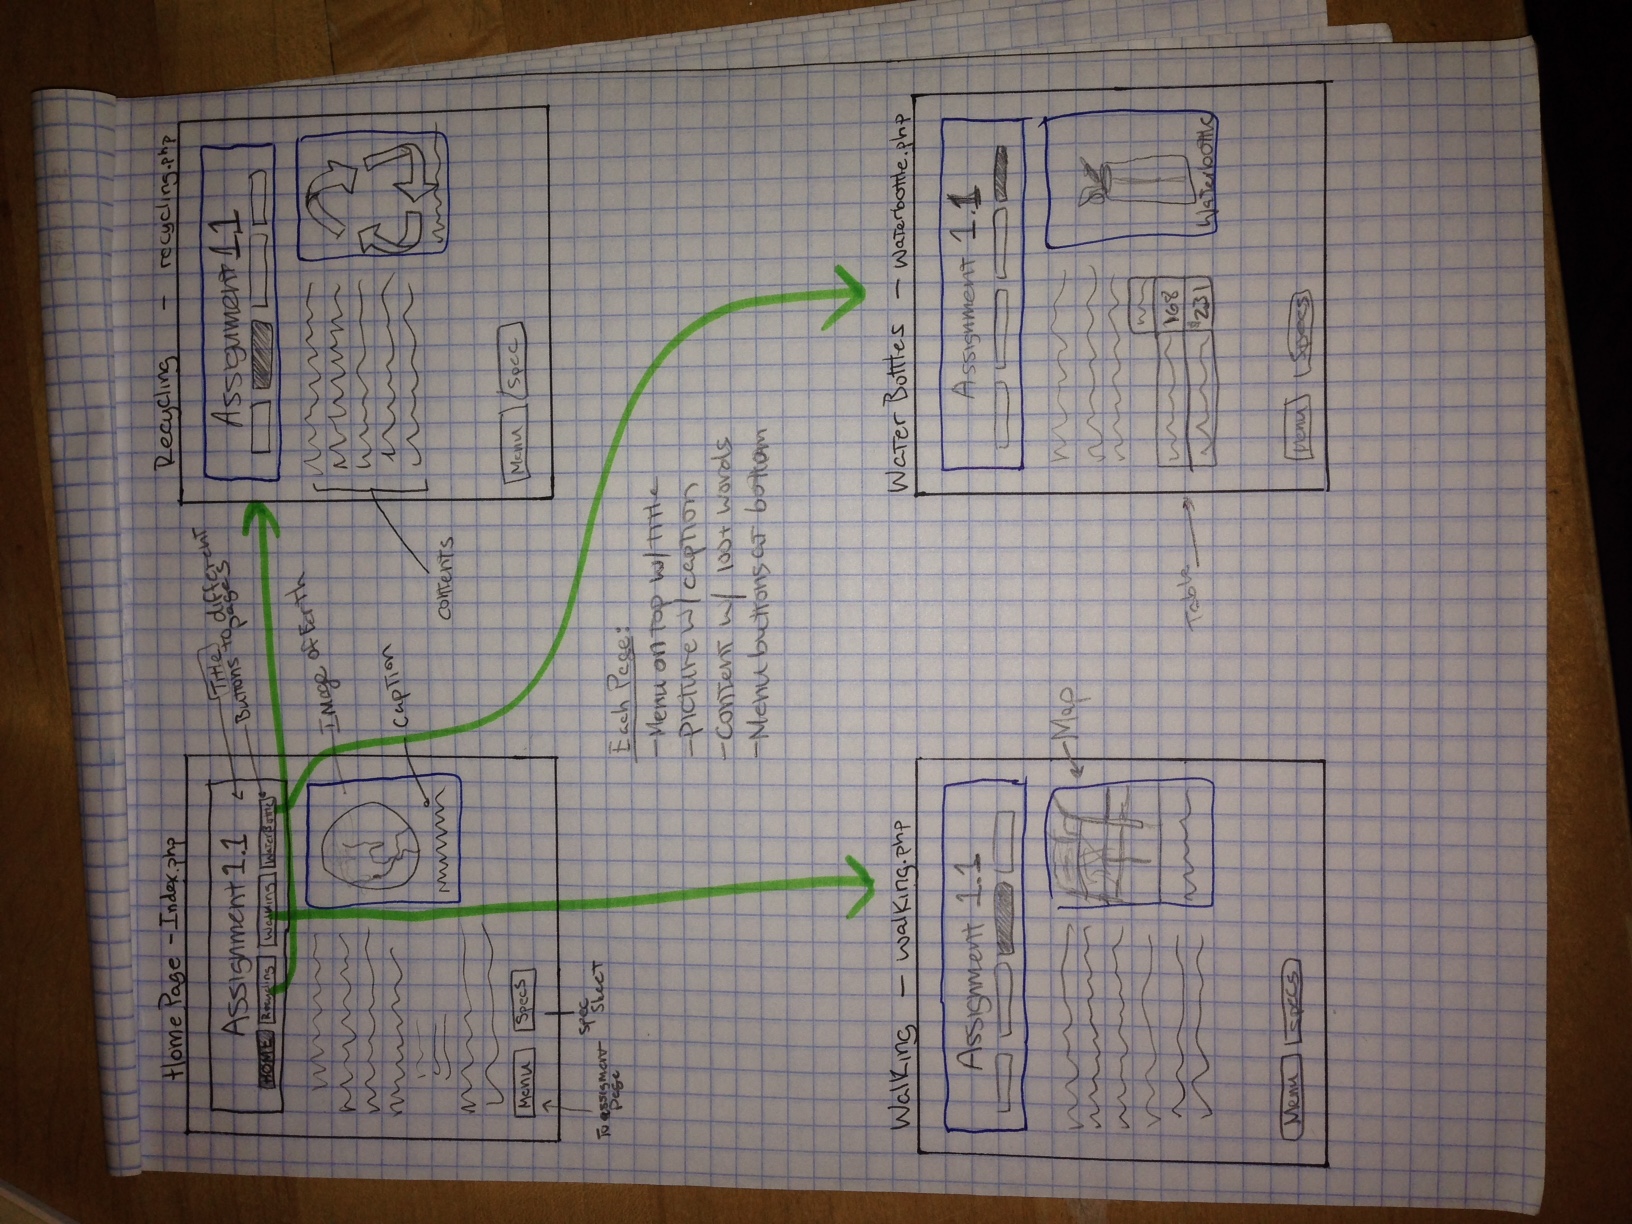 Home Page - Index.php
Assignment 1.1
HOME Recycling Walking WaterBottle
Title
Buttons to different
pages
Image of Earth
caption
Menu Specs
To assigment
Page
Spec
Sheet
Recycling - recycling.php
Assignment 1.1
contents
Menu Spec
Each Page:
-Menu on top w/ title
-Picture w/ caption
-Content w/ 100+ words
-Menu buttons at bottom
Walking - walking.php
Assignment 1.1
Map
Menu Specs
Water Bottles - waterbottle.php
Assignment 1.1
Table
168
$231
Waterbottle
Menu Specs